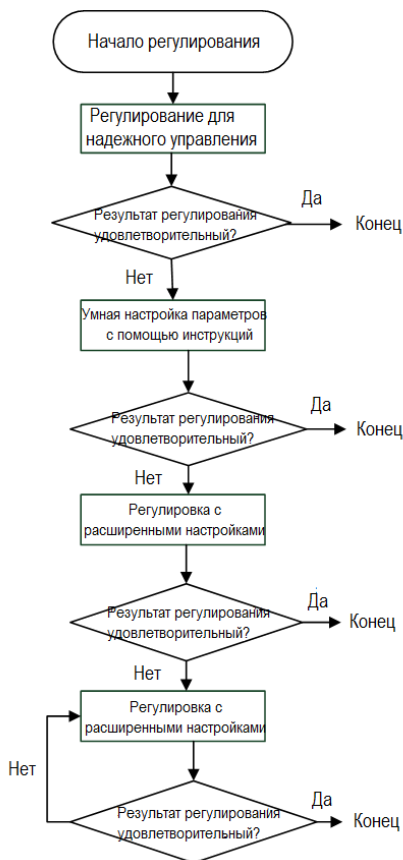 Начало регулирования
Регулирование для
надежного управления
Результат регулирования
удовлетворительный?
Да
Конец
Нет
Умная настройка параметров
с помощью инструкций
Результат регулирования
удовлетворительный?
Да
Конец
Нет
Регулировка с
расширенными настройками
Результат регулирования
удовлетворительный?
Да
Конец
Нет
Регулировка с
расширенными настройками
Нет
Результат регулирования
удовлетворительный?
Да
Конец